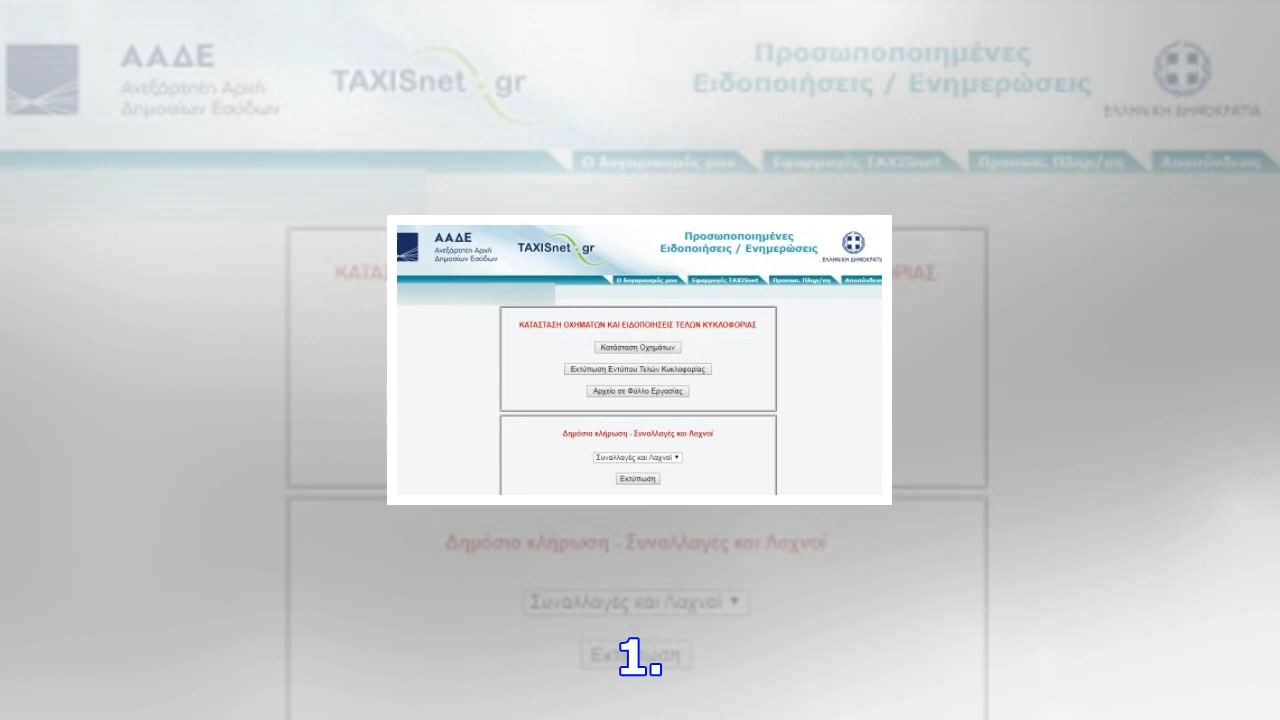 ΑΑΔΕ
Ανεξάρτητη Αρχή
Δημοσίων Εσόδων
TAXISnet.gr
Προσωποποιημένες
Ειδοποιήσεις / Ενημερώσεις
ΕΛΛΗΝΙΚΗ ΔΗΜΟΚΡΑΤΙΑ
Ο λογαριασμός μου Εφαρμογές TAXISnet Προσωπ. Πληρ/ση Αποσύνδεση
ΚΑΤΑΣΤΑΣΗ ΟΧΗΜΑΤΩΝ ΚΑΙ ΕΙΔΟΠΟΙΗΣΕΙΣ ΤΕΛΩΝ ΚΥΚΛΟΦΟΡΙΑΣ
Κατάσταση Οχημάτων
Εκτύπωση Εντύπου Τελών Κυκλοφορίας
Αρχείο σε Φύλλο Εργασίας
Δημόσια κλήρωση - Συναλλαγές και Λαχνοί
Συναλλαγές και Λαχνοί
Εκτύπωση
1.